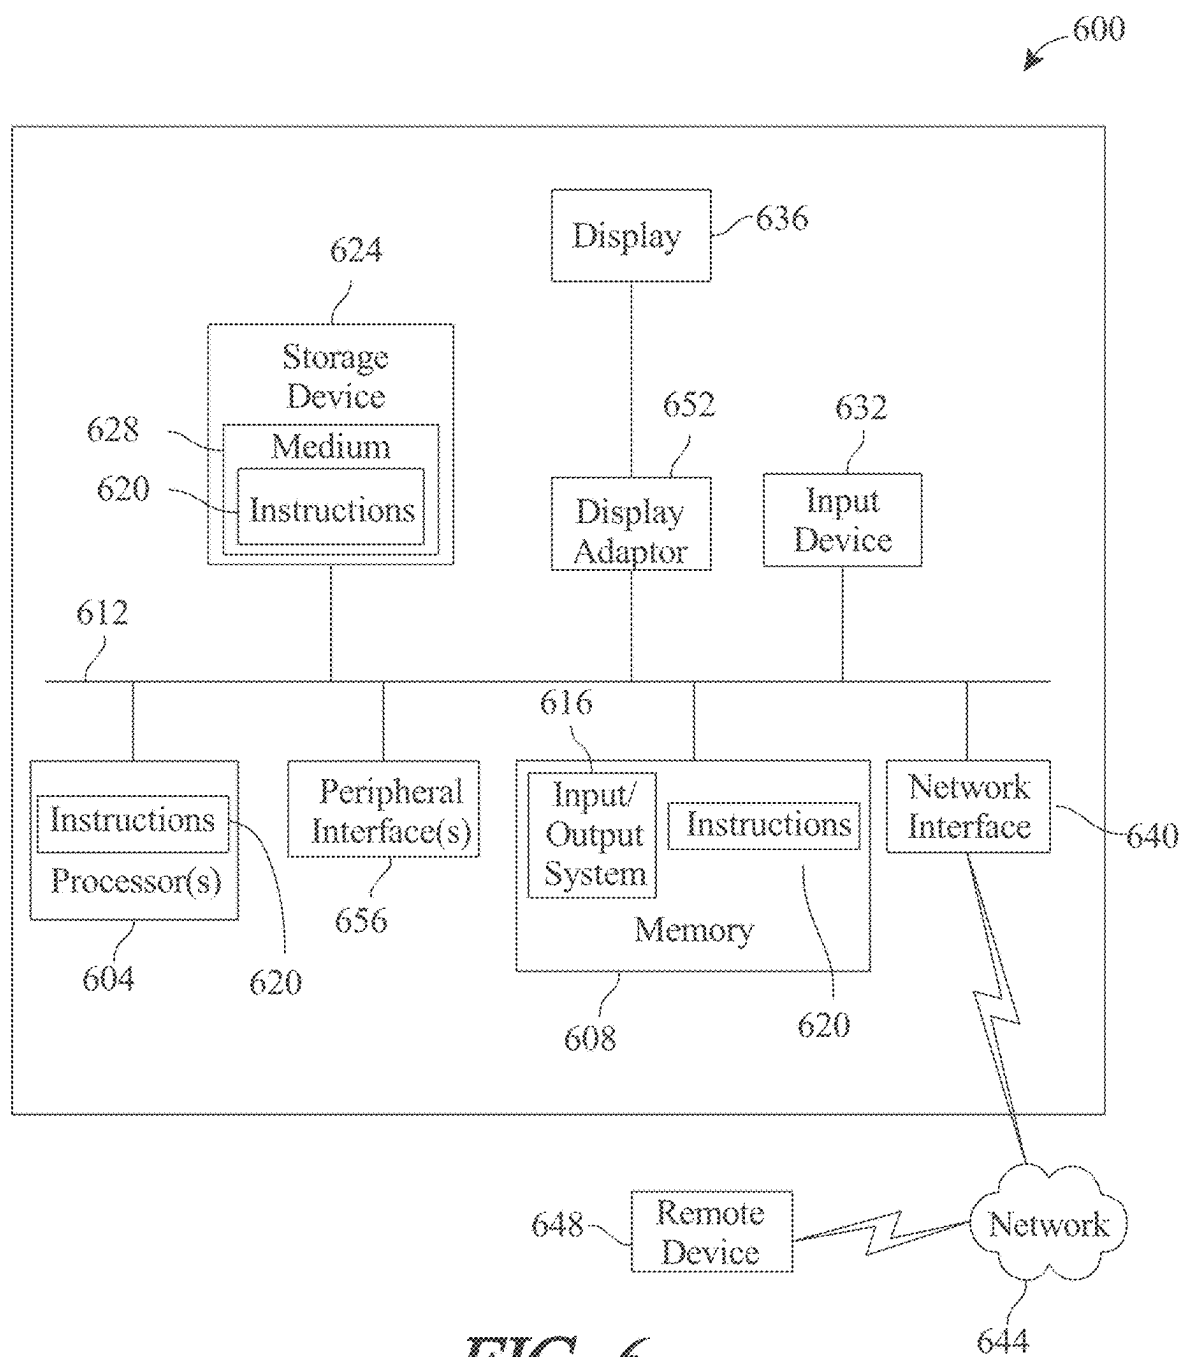 600
Display
636
624
Storage
Device
628
Medium
620
Instructions
652
Display
Adaptor
632
Input
Device
612
616
Instructions
Processor(s)
604
620
Peripheral
Interface(s)
656
Input/
Output
System
Instructions
Memory
608
620
Network
Interface
640
648
Remote
Device
Network
644
FIG. 6